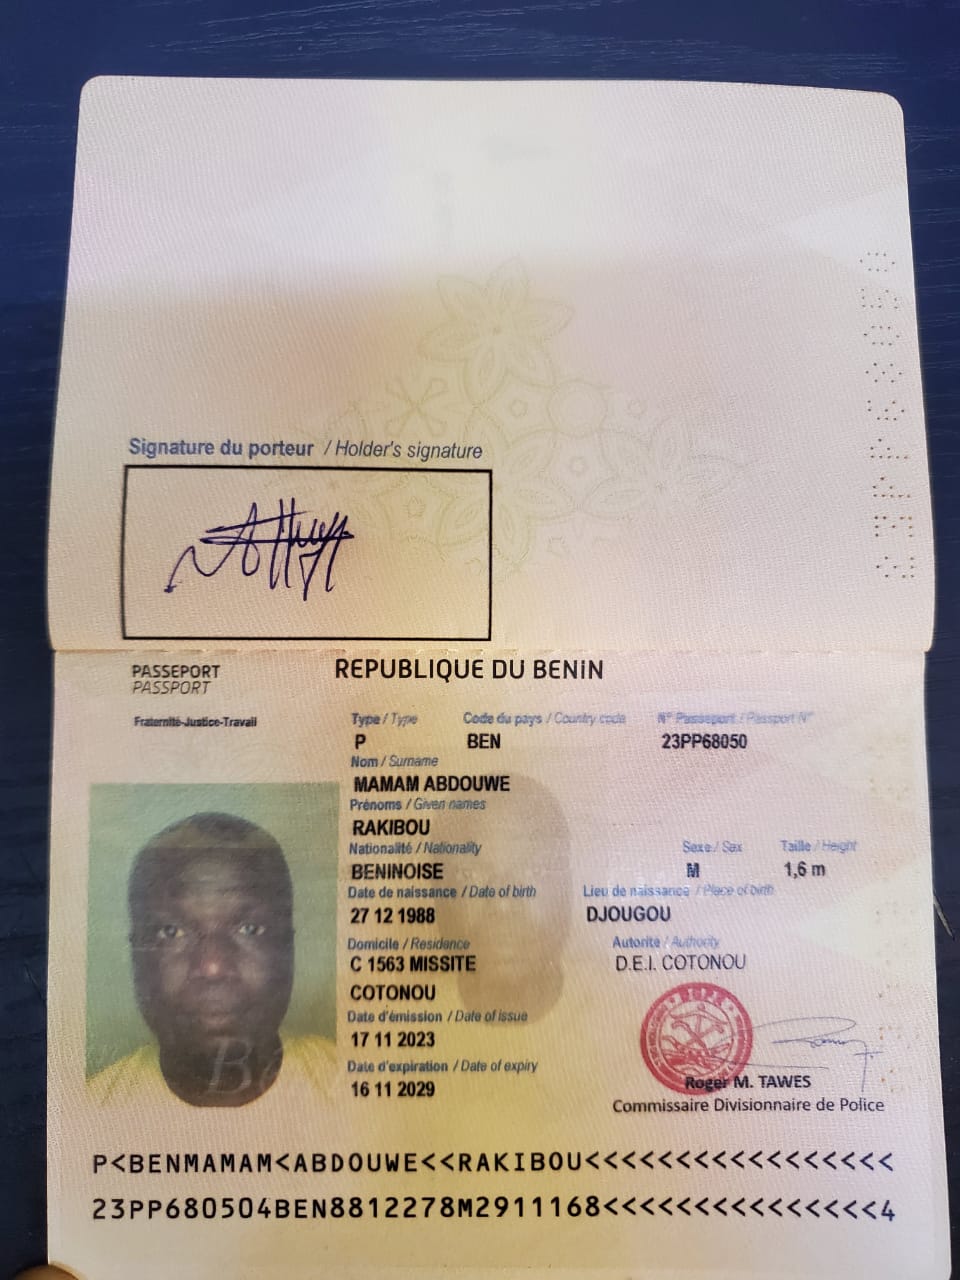 Signature du porteur / Holder's signature
PASSEPORT
PASSPORT
REPUBLIQUE DU BENIN
Fraternité-Justice-Travail
Type / Type
Code du pays / Country code
N° Passeport / Passport N°
P
BEN
23PP68050
Nom / Surname
MAMAM ABDOUWE
Prénoms / Given names
RAKIBOU
Nationalité / Nationality
Sexe / Sex
Taille / Height
BENINOISE
M
1,6 m
Date de naissance / Date of birth
Lieu de naissance / Place of birth
27 12 1988
DJOUGOU
Domicile / Residence
Autorité / Authority
C 1563 MISSITE
D.E.I. COTONOU
COTONOU
Date d'émission / Date of issue
17 11 2023
Date d'expiration / Date of expiry
16 11 2029
Roger M. TAWES
Commissaire Divisionnaire de Police
P<BENMAMAM<ABDOUWE<<RAKIBOU<<<<<<<<<<<<<<<<<
23PP680504BEN8812278M2911168<<<<<<<<<<<<<<<4